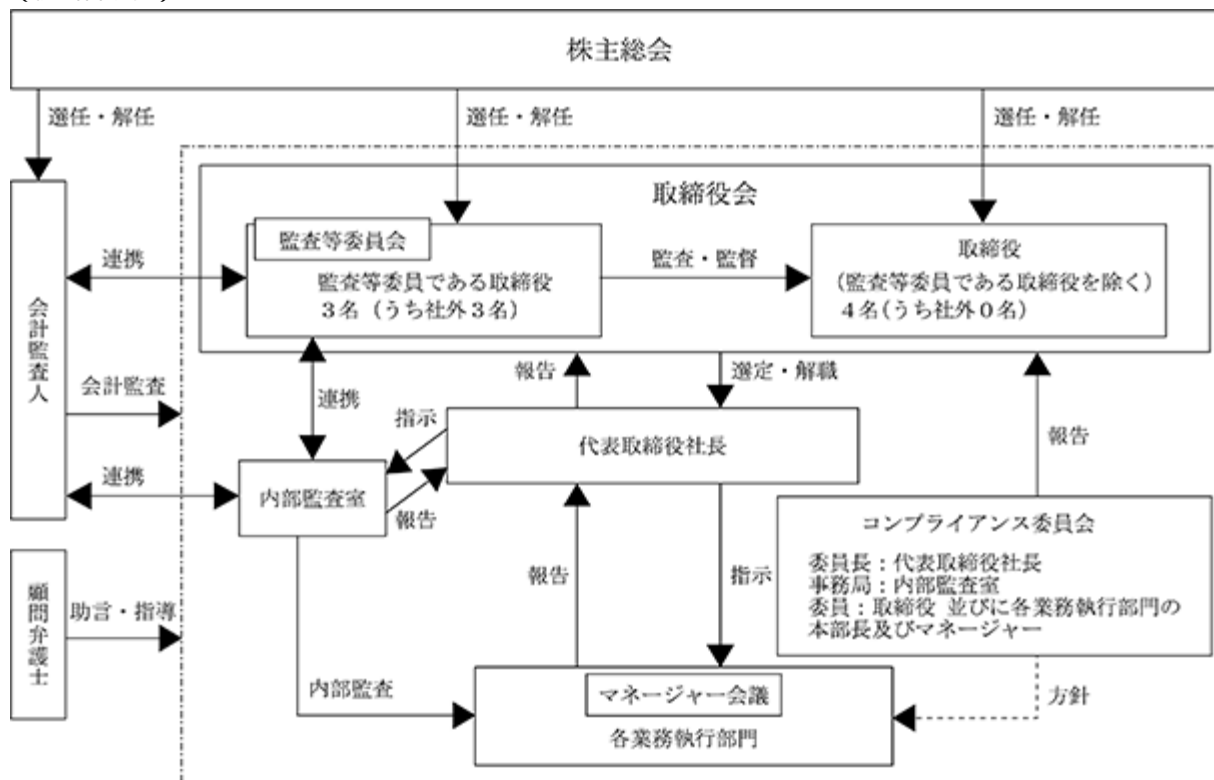 株主総会
選任・解任
選任・解任
選任・解任
取締役会
監査等委員会
監査等委員である取締役
3名（うち社外3名）
監査・監督
取締役
（監査等委員である取締役を除く）
4名（うち社外0名）
連携
会計監査人
会計監査
連携
報告
選定・解職
連携
指示
代表取締役社長
報告
内部監査室
報告
コンプライアンス委員会
委員長：代表取締役社長
事務局：内部監査室
委員：取締役 並びに各業務執行部門の
本部長及びマネージャー
報告
指示
顧問弁護士
助言・指導
内部監査
マネージャー会議
各業務執行部門
方針